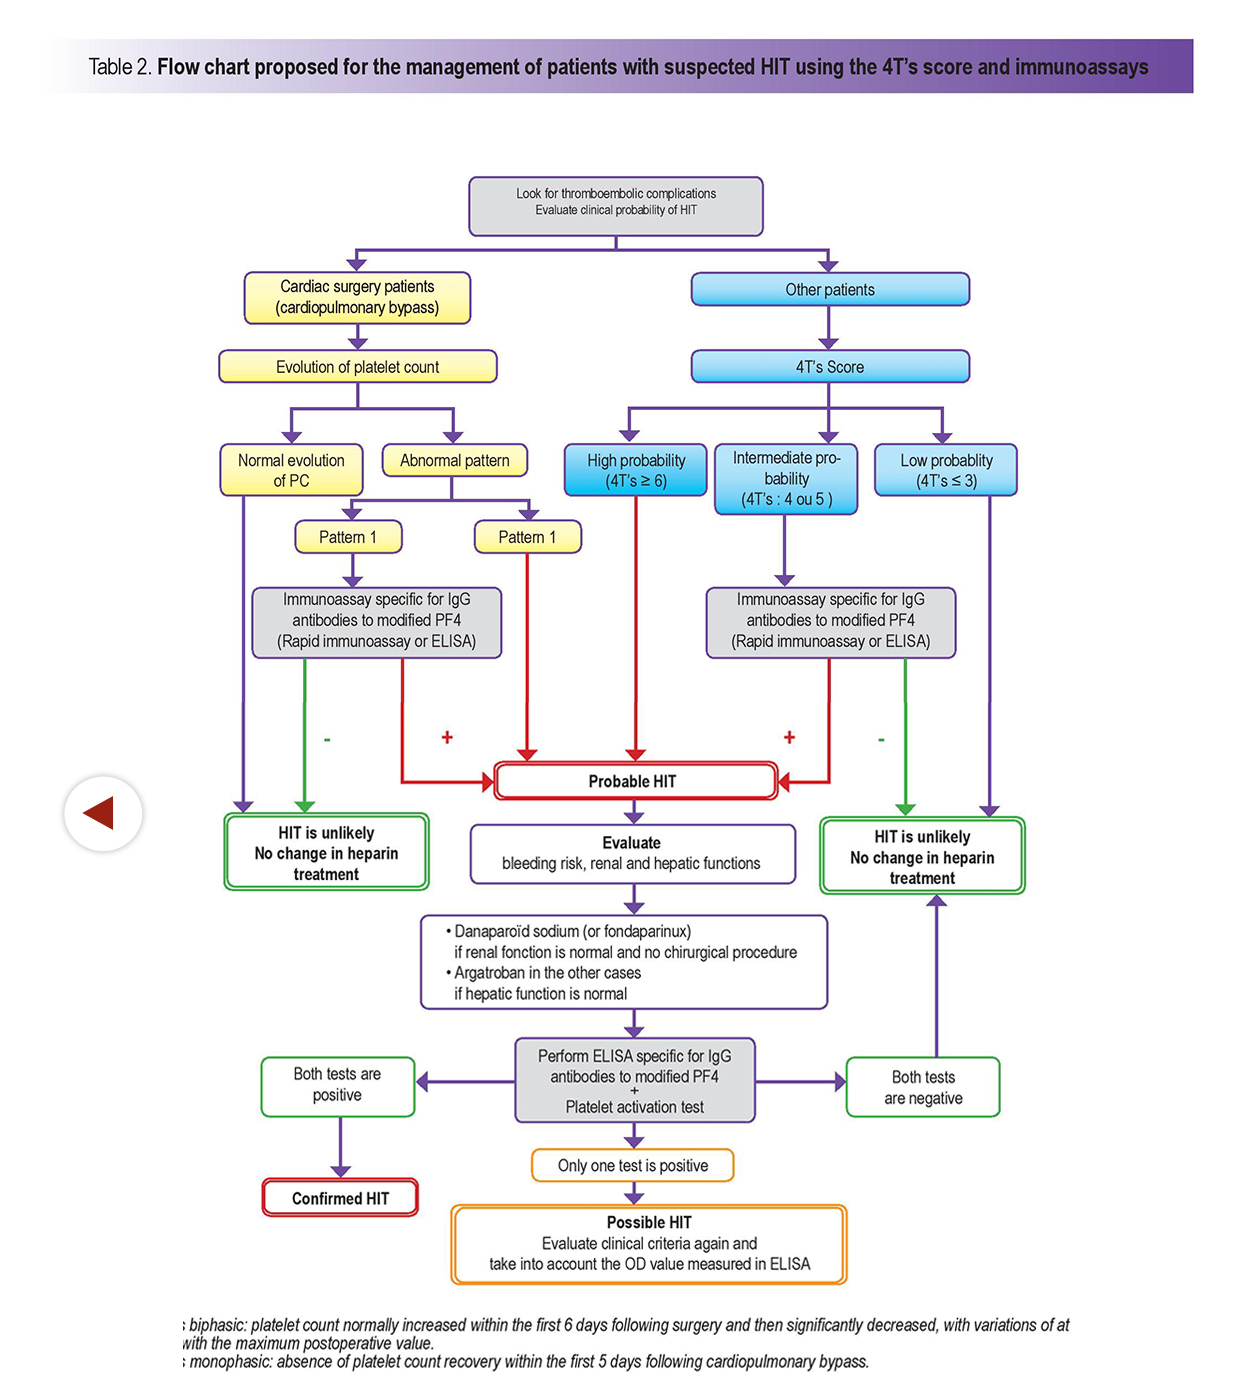 Table 2. Flow chart proposed for the management of patients with suspected HIT using the 4T's score and immunoassays
Look for thromboembolic complications
Evaluate clinical probability of HIT
Cardiac surgery patients
(cardiopulmonary bypass)
Other patients
Evolution of platelet count
4T's Score
Normal evolution
of PC
Abnormal pattern
High probability
(4T's ≥ 6)
Intermediate pro-
bability
(4T's : 4 ou 5 )
Low probablity
(4T's ≤ 3)
Pattern 1
Pattern 1
Immunoassay specific for IgG
antibodies to modified PF4
(Rapid immunoassay or ELISA)
Immunoassay specific for IgG
antibodies to modified PF4
(Rapid immunoassay or ELISA)
-
+
+
-
Probable HIT
HIT is unlikely
No change in heparin
treatment
Evaluate
bleeding risk, renal and hepatic functions
HIT is unlikely
No change in heparin
treatment
• Danaparoïd sodium (or fondaparinux)
if renal fonction is normal and no chirurgical procedure
• Argatroban in the other cases
if hepatic function is normal
Both tests are
positive
Perform ELISA specific for IgG
antibodies to modified PF4
+
Platelet activation test
Both tests
are negative
Only one test is positive
Confirmed HIT
Possible HIT
Evaluate clinical criteria again and
take into account the OD value measured in ELISA
biphasic: platelet count normally increased within the first 6 days following surgery and then significantly decreased, with variations of at
with the maximum postoperative value.
monophasic: absence of platelet count recovery within the first 5 days following cardiopulmonary bypass.